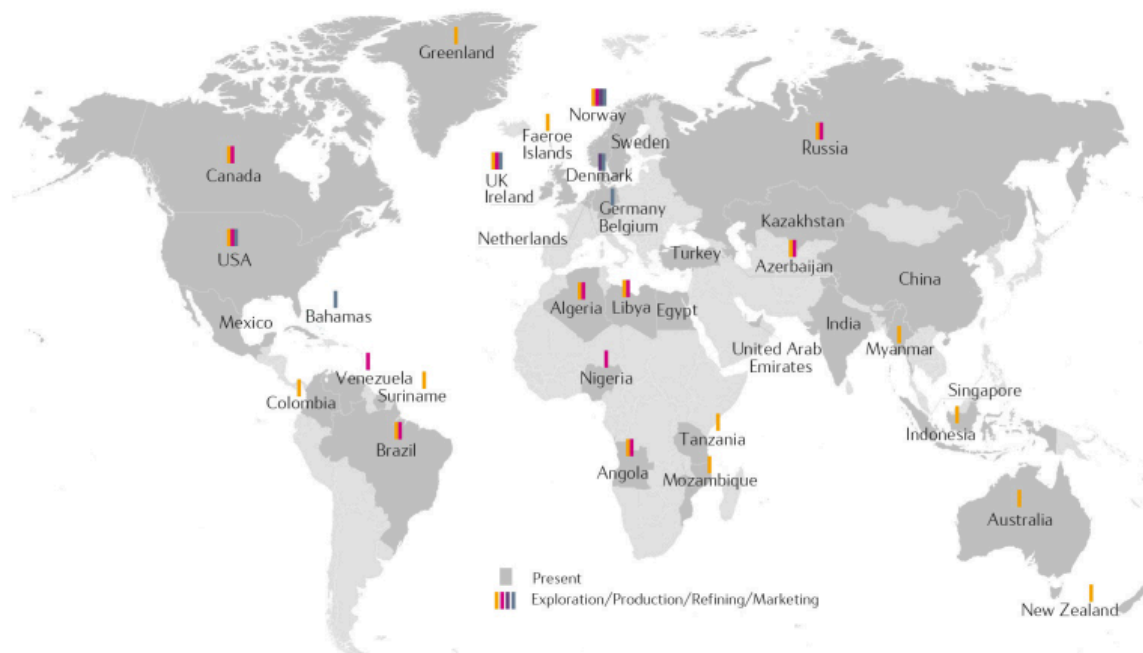 Greenland
Norway
Faeroe
Islands
Sweden
Russia
Canada
UK
Ireland
Denmark
Germany
Belgium
Kazakhstan
Netherlands
USA
Turkey
Azerbaijan
China
Bahamas
Algeria
Libya
Egypt
Mexico
India
United Arab
Emirates
Myanmar
Venezuela
Suriname
Colombia
Nigeria
Singapore
Indonesia
Brazil
Tanzania
Angola
Mozambique
Australia
Present
Exploration/Production/Refining/Marketing
New Zealand